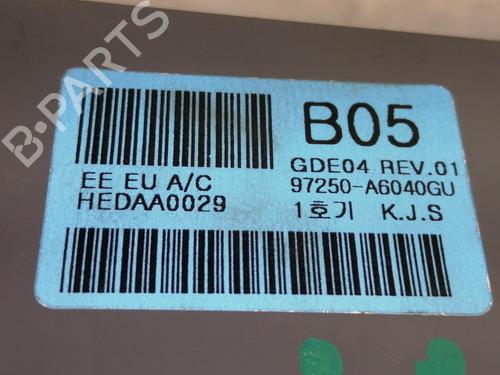 B05
GDE04 REV.01
EE EU A/C
97250-A6040GU
HEDAA0029
1호기 K.J.S
B-PARTS